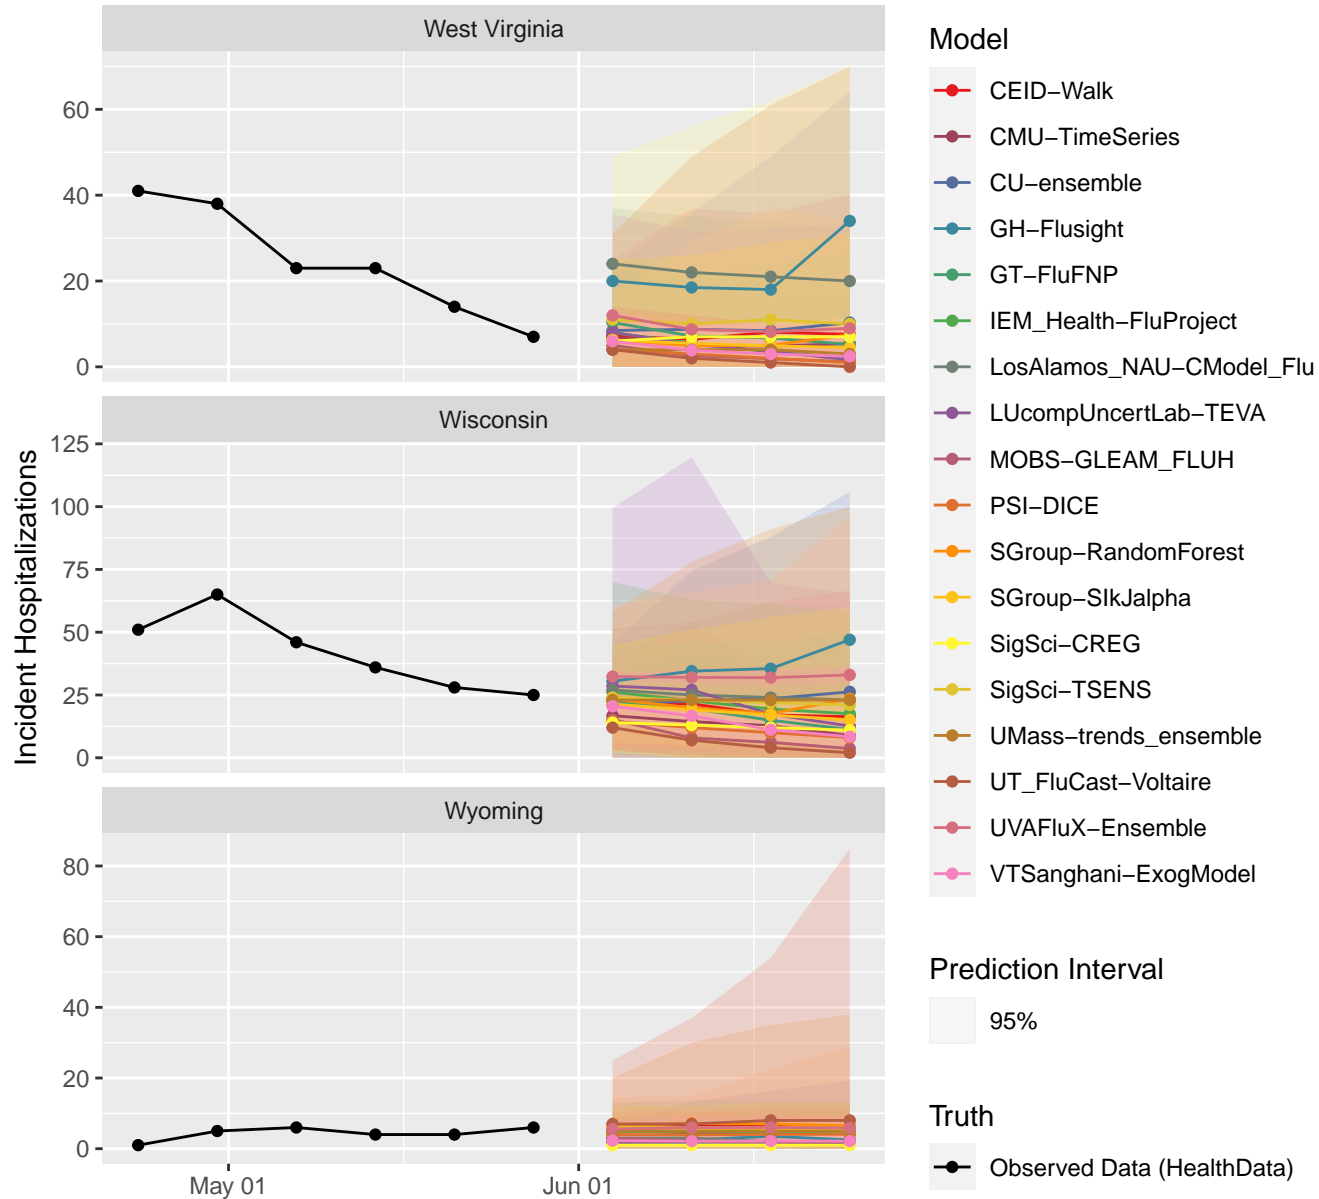 West Virginia
60
40
20
0
Wisconsin
125
100
75
50
25
0
Wyoming
80
60
40
20
0
May 01
Jun 01
Incident Hospitalizations
Model
CEID−Walk
CMU−TimeSeries
CU−ensemble
GH−Flusight
GT−FluFNP
IEM_Health−FluProject
LosAlamos_NAU−CModel_Flu
LUcompUncertLab−TEVA
MOBS−GLEAM_FLUH
PSI−DICE
SGroup−RandomForest
SGroup−SIkJalpha
SigSci−CREG
SigSci−TSENS
UMass−trends_ensemble
UT_FluCast−Voltaire
UVAFluX−Ensemble
VTSanghani−ExogModel
Prediction Interval
95%
Truth
Observed Data (HealthData)